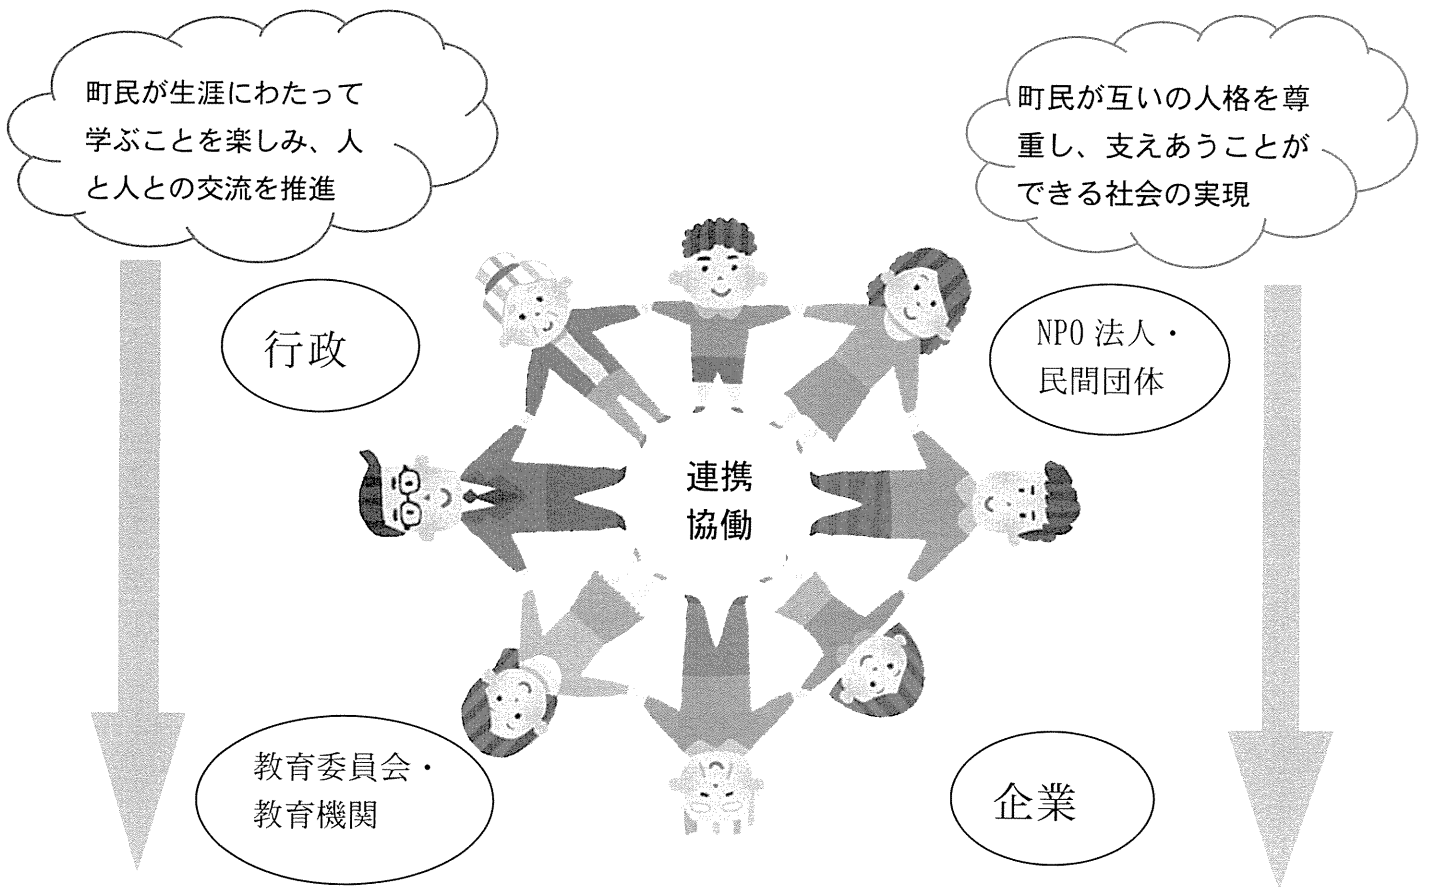 町民が生涯にわたって
学ぶことを楽しみ、人
と人との交流を推進
町民が互いの人格を尊
重し、支えあうことが
できる社会の実現
行政
NPO 法人・
民間団体
連携
協働
教育委員会・
教育機関
企業